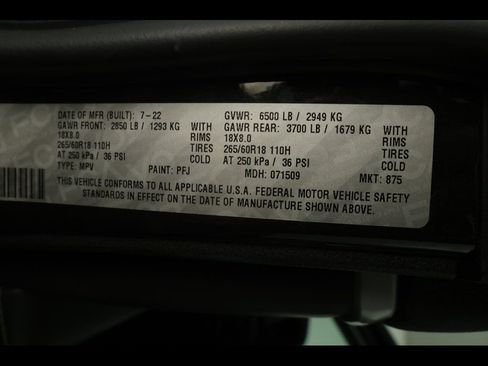 DATE OF MFR (BUILT): 7-22 GVWR: 6500 LB / 2949 KG
GAWR FRONT: 2850 LB / 1293 KG WITH GAWR REAR: 3700 LB / 1679 KG WITH
18X8.0 RIMS 18X8.0 RIMS
265/60R18 110H TIRES 265/60R18 110H TIRES
AT 250 kPa / 36 PSI COLD AT 250 kPa / 36 PSI COLD
TYPE: MPV PAINT: PFJ MDH: 071509 MKT: 875
THIS VEHICLE CONFORMS TO ALL APPLICABLE U.S.A. FEDERAL MOTOR VEHICLE SAFETY
STANDARDS IN EFFECT ON THE DATE OF MANUFACTURE SHOWN ABOVE.